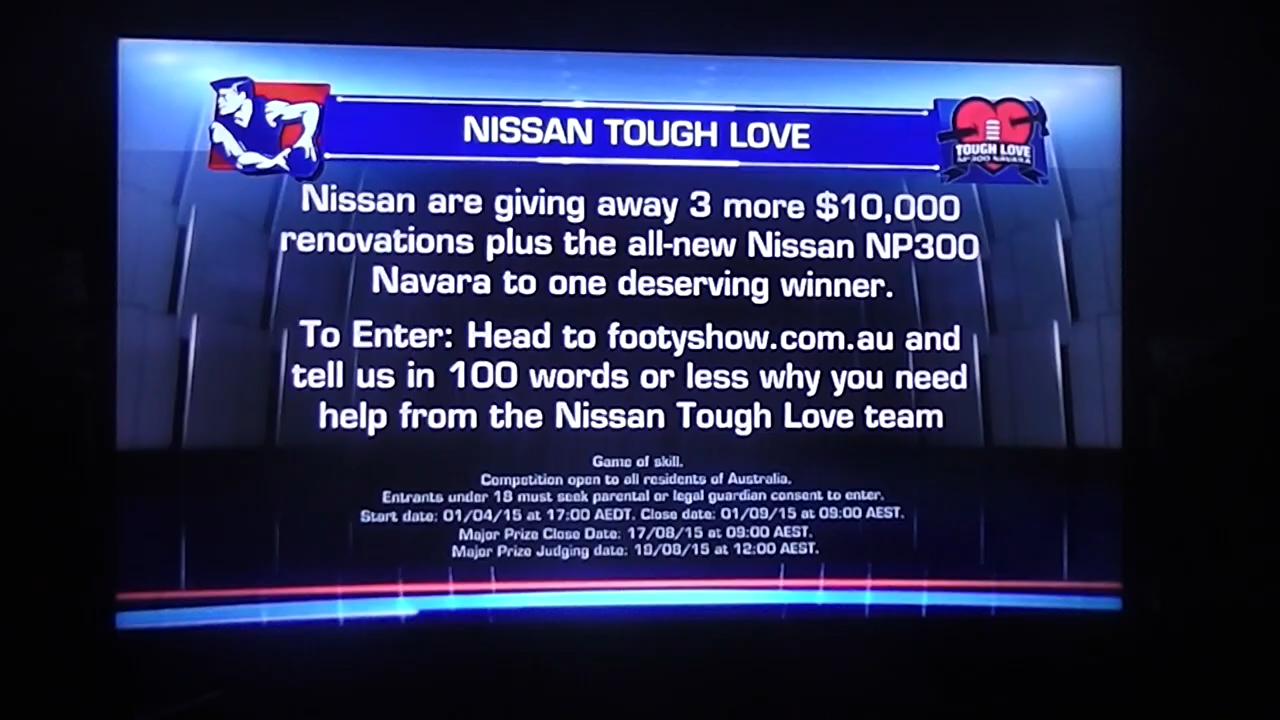 NISSAN TOUGH LOVE
TOUGH LOVE
NP300 NAVARA
Nissan are giving away 3 more $10,000
renovations plus the all-new Nissan NP300
Navara to one deserving winner.
To Enter: Head to footyshow.com.au and
tell us in 100 words or less why you need
help from the Nissan Tough Love team
Game of skill.
Competition open to all residents of Australia.
Entrants under 18 must seek parental or legal guardian consent to enter.
Start date: 01/04/15 at 17:00 AEDT. Close date: 01/09/15 at 09:00 AEST.
Major Prize Close Date: 17/08/15 at 09:00 AEST.
Major Prize Judging date: at 12:00 AEST.